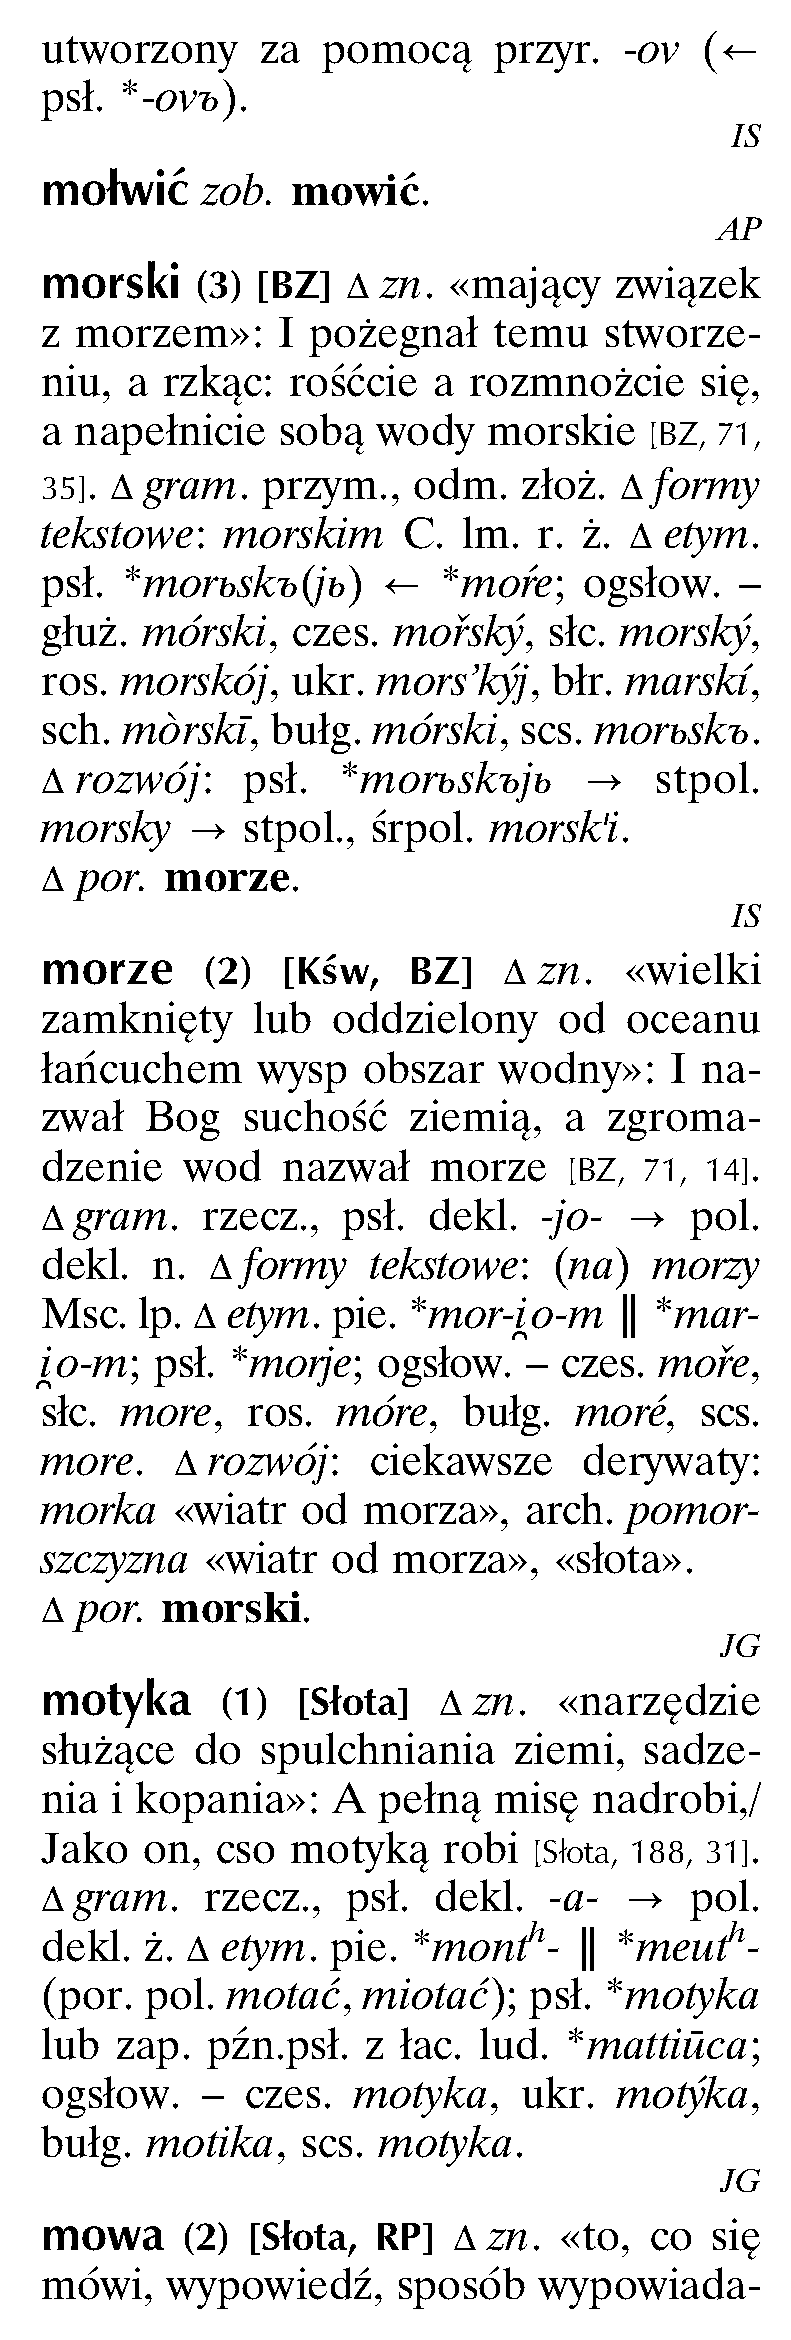 utworzony za pomocą przyr. -ov (←
psł. *-ovъ).
IS
mołwić zob. mowić.
AP
morski (3) [BZ] Δ zn. «mający związek
z morzem»: I pożegnał temu stworze-
niu, a rzkąc: rośćcie a rozmnożcie się,
a napełnicie sobą wody morskie [BZ, 71,
35]. Δ gram. przym., odm. złoż. Δ formy
tekstowe: morskim C. lm. r. ż. Δ etym.
psł. *morьskъ(jь) ← *moŕe; ogsłow. –
głuż. mórski, czes. mořský, słc. morský,
ros. morskój, ukr. mors’kýj, błr. marskí,
sch. mòrskī, bułg. mórski, scs. morьskъ.
Δ rozwój: psł. *morьskъjь → stpol.
morsky → stpol., śrpol. morskⁱi.
Δ por. morze.
IS
morze (2) [Kśw, BZ] Δ zn. «wielki
zamknięty lub oddzielony od oceanu
łańcuchem wysp obszar wodny»: I na-
zwał Bog suchość ziemią, a zgroma-
dzenie wod nazwał morze [BZ, 71, 14].
Δ gram. rzecz., psł. dekl. -jo- → pol.
dekl. n. Δ formy tekstowe: (na) morzy
Msc. lp. Δ etym. pie. *mor-i̯o-m ǁ *mar-
i̯o-m; psł. *morje; ogsłow. – czes. moře,
słc. more, ros. móre, bułg. moré, scs.
more. Δ rozwój: ciekawsze derywaty:
morka «wiatr od morza», arch. pomor-
szczyzna «wiatr od morza», «słota».
Δ por. morski.
JG
motyka (1) [Słota] Δ zn. «narzędzie
służące do spulchniania ziemi, sadze-
nia i kopania»: A pełną misę nadrobi,/
Jako on, cso motyką robi [Słota, 188, 31].
Δ gram. rzecz., psł. dekl. -a- → pol.
dekl. ż. Δ etym. pie. *montʰ- ǁ *meutʰ-
(por. pol. motać, miotać); psł. *motyka
lub zap. pźn.psł. z łac. lud. *mattiūca;
ogsłow. – czes. motyka, ukr. motýka,
bułg. motika, scs. motyka.
JG
mowa (2) [Słota, RP] Δ zn. «to, co się
mówi, wypowiedź, sposób wypowiada-